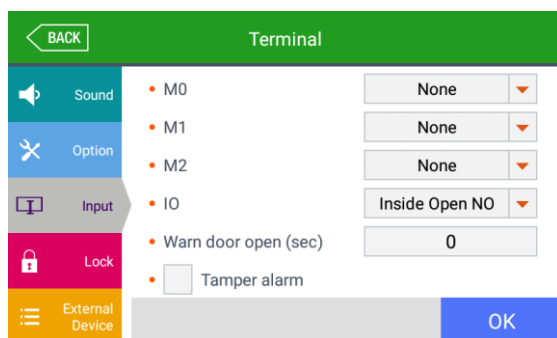 BACK
Terminal
Sound
Option
Input
Lock
External
Device
M0
None
M1
None
M2
None
IO
Inside Open NO
Warn door open (sec)
0
Tamper alarm
OK